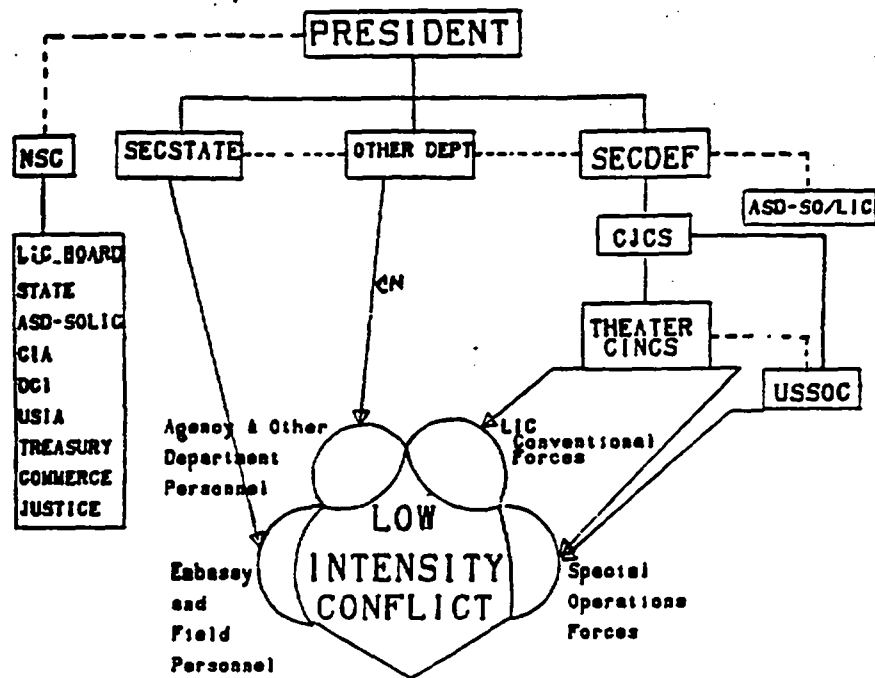 PRESIDENT
NSC
SECSTATE
OTHER DEPT
SECDEF
ASD-SO/LIC
CJCS
LIC_BOARD
STATE
ASD-SOLIC
CIA
DCI
USIA
TREASURY
COMMERCE
JUSTICE
CN
THEATER
CINCS
USSOC
Agency & Other
Department
Personnel
LIC
Conventional
Forces
LOW
INTENSITY
CONFLICT
Embassy
and
Field
Personnel
Special
Operations
Forces